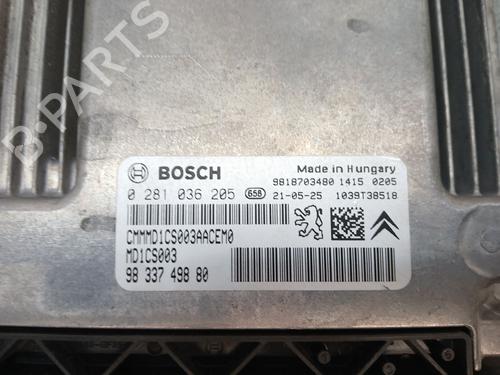 B-PARTS
BOSCH
Made in Hungary
9818703480 1415 0205
0 281 036 205 658 21-05-25 1039T38518
CMMMD1CS003AACEM0
MD1CS003
98 337 498 80